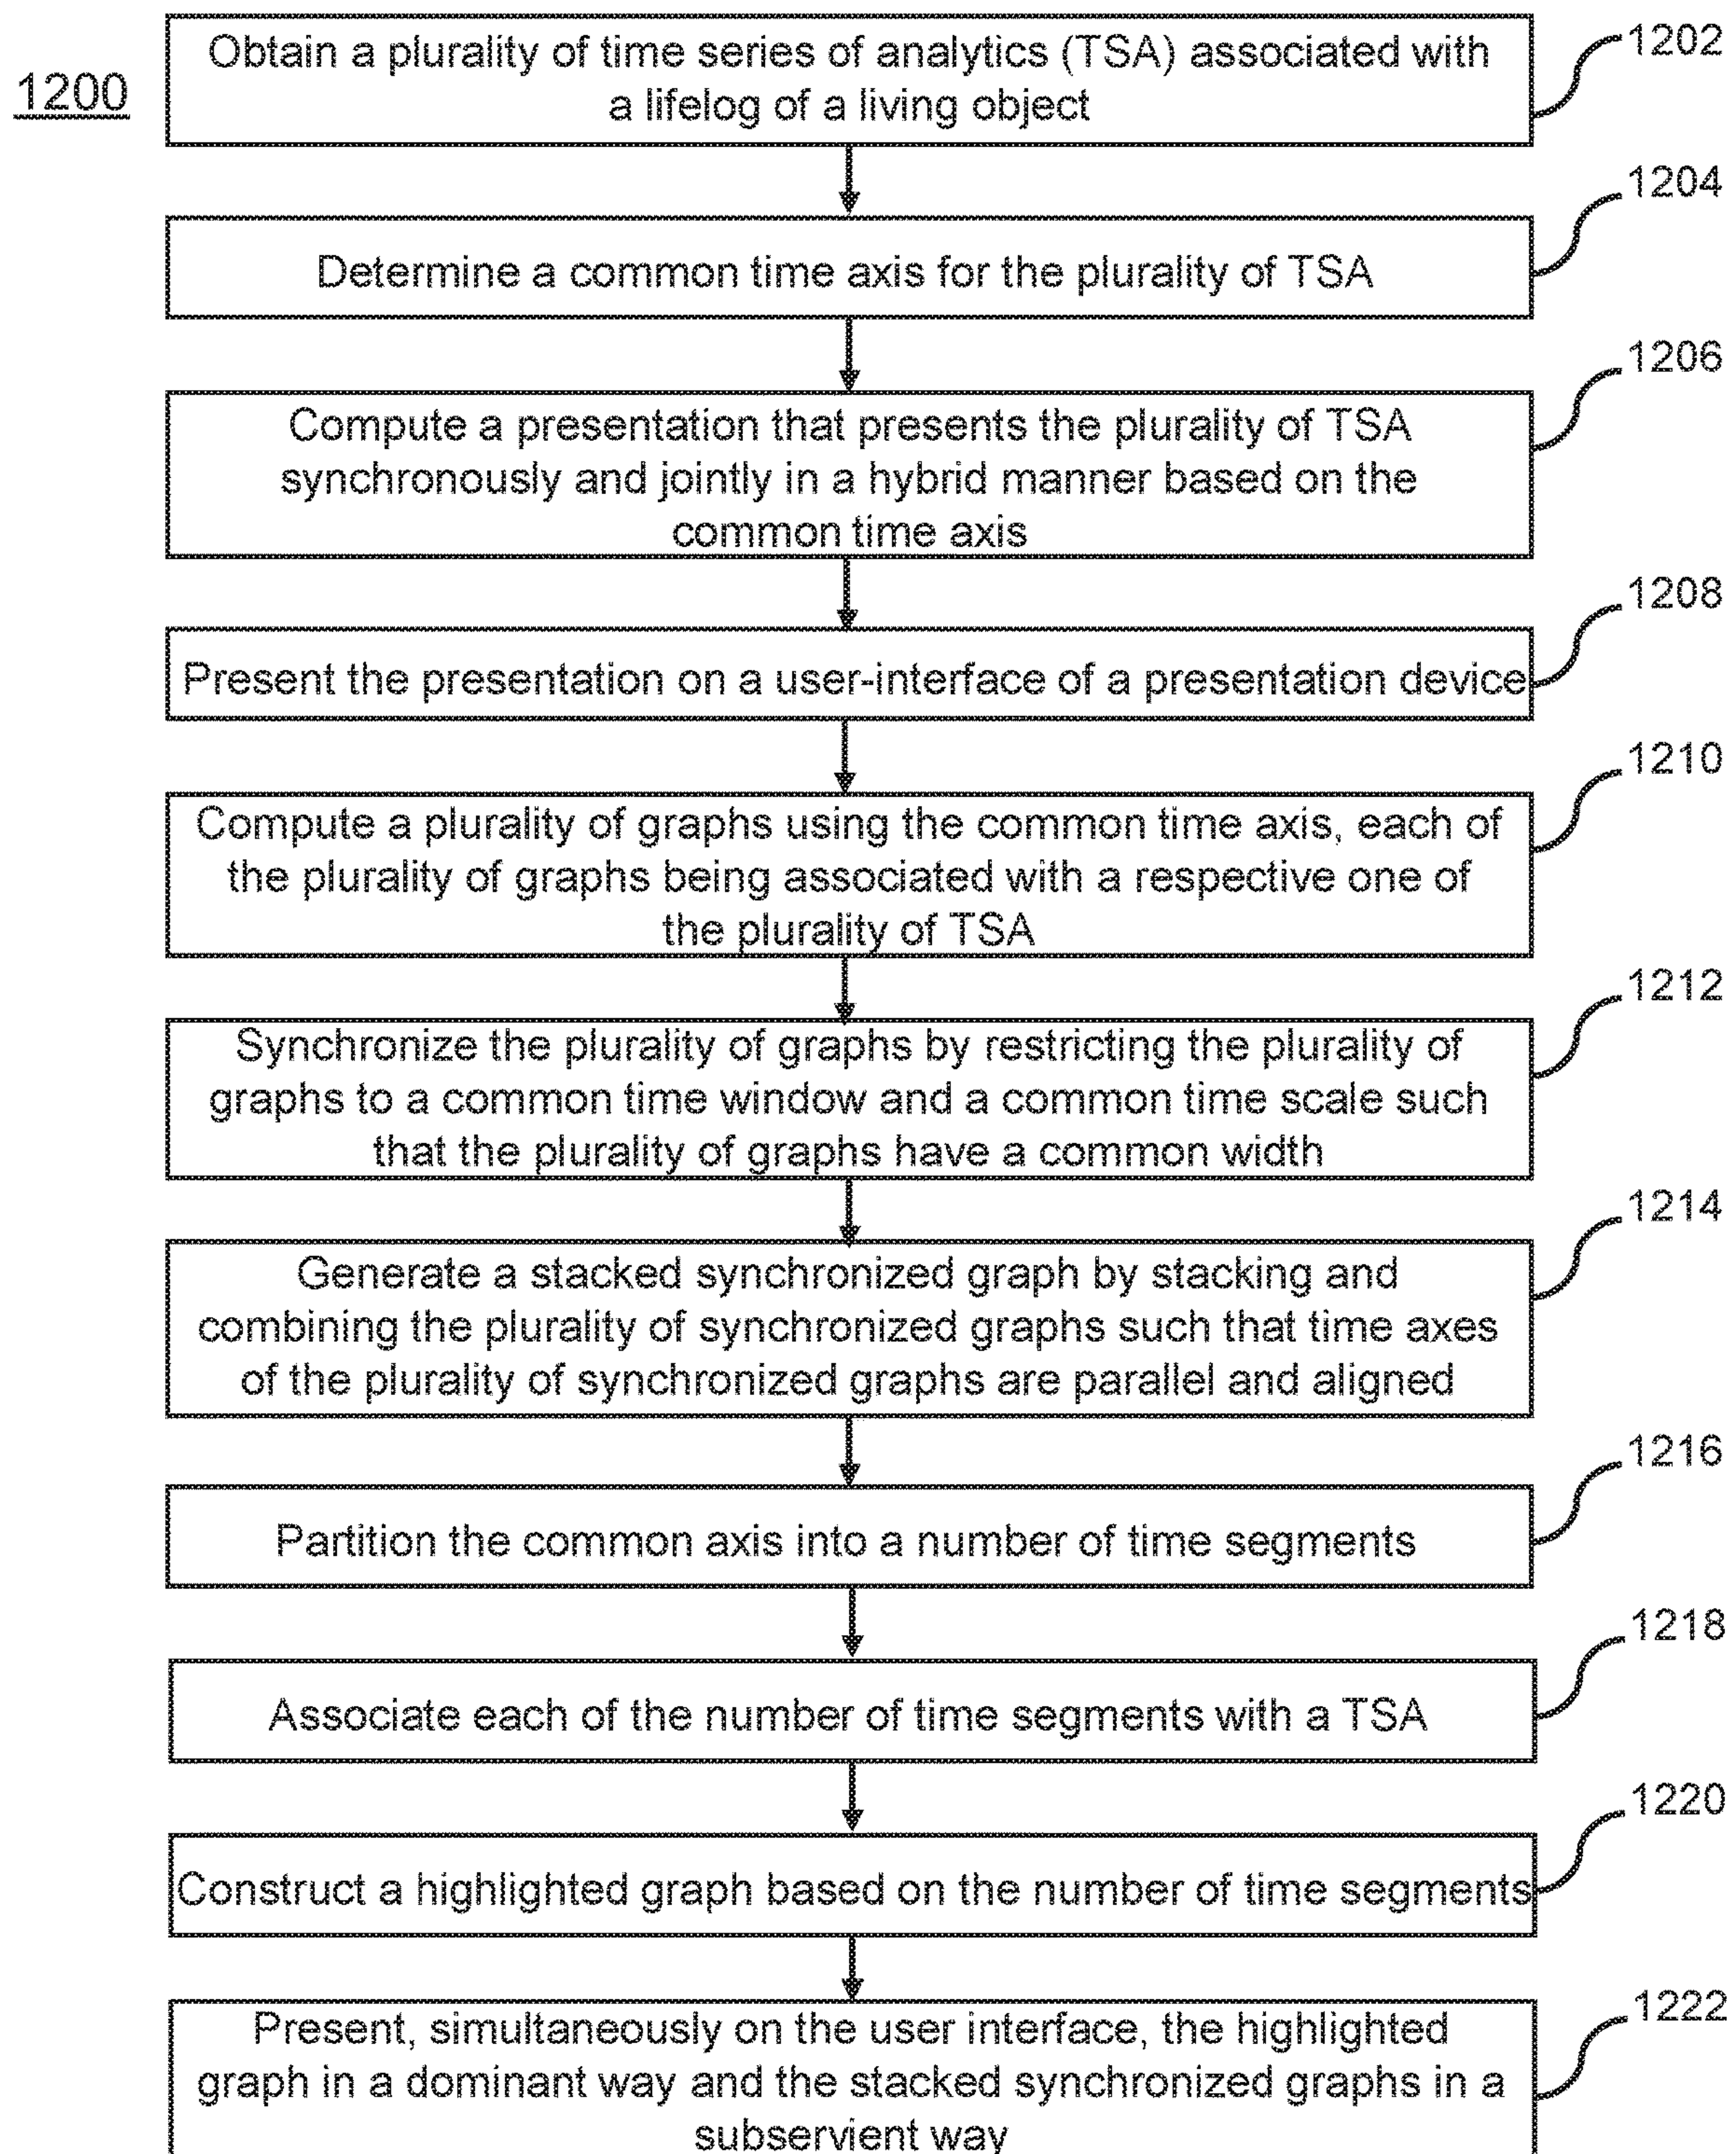 1200
Obtain a plurality of time series of analytics (TSA) associated with
a lifelog of a living object
1202
Determine a common time axis for the plurality of TSA
1204
Compute a presentation that presents the plurality of TSA
synchronously and jointly in a hybrid manner based on the
common time axis
1206
Present the presentation on a user-interface of a presentation device
1208
Compute a plurality of graphs using the common time axis, each of
the plurality of graphs being associated with a respective one of
the plurality of TSA
1210
Synchronize the plurality of graphs by restricting the plurality of
graphs to a common time window and a common time scale such
that the plurality of graphs have a common width
1212
Generate a stacked synchronized graph by stacking and
combining the plurality of synchronized graphs such that time axes
of the plurality of synchronized graphs are parallel and aligned
1214
Partition the common axis into a number of time segments
1216
Associate each of the number of time segments with a TSA
1218
Construct a highlighted graph based on the number of time segments
1220
Present, simultaneously on the user interface, the highlighted
graph in a dominant way and the stacked synchronized graphs in a
subservient way
1222